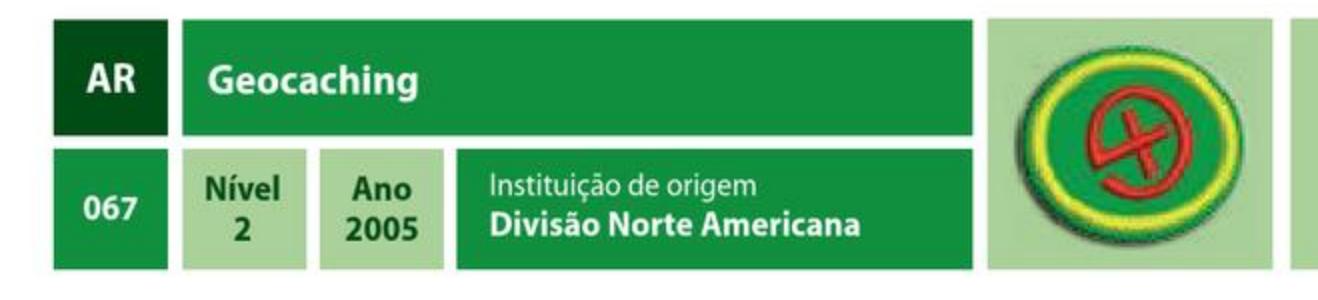 AR
Geocaching
067
Nível
2
Ano
2005
Instituição de origem
Divisão Norte Americana